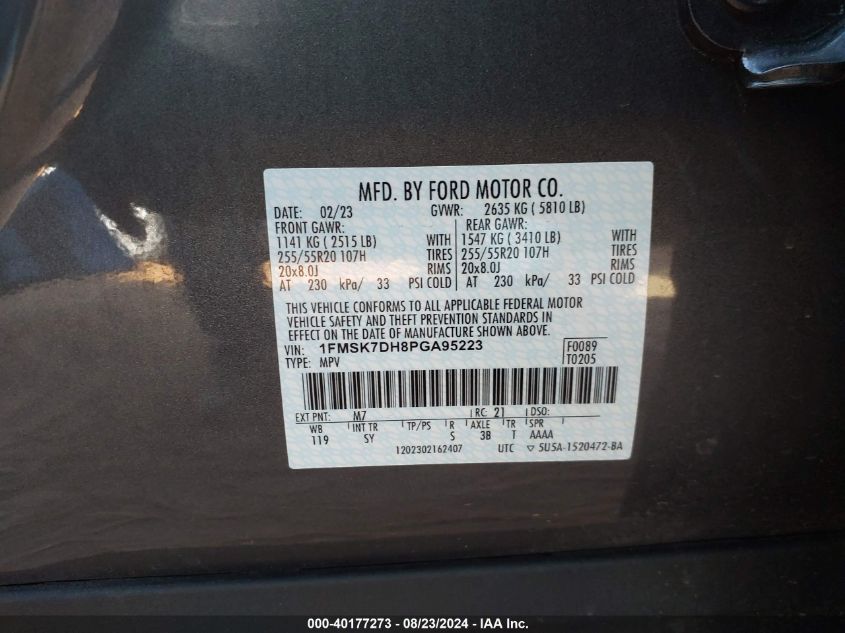 MFD. BY FORD MOTOR CO.
DATE: 02/23 GVWR: 2635 KG ( 5810 LB)
FRONT GAWR: REAR GAWR:
1141 KG ( 2515 LB) WITH 1547 KG ( 3410 LB) WITH
255/55R20 107H TIRES 255/55R20 107H TIRES
20x8.0J RIMS 20x8.0J RIMS
AT 230 kPa/ 33 PSI COLD AT 230 kPa/ 33 PSI COLD
THIS VEHICLE CONFORMS TO ALL APPLICABLE FEDERAL MOTOR
VEHICLE SAFETY AND THEFT PREVENTION STANDARDS IN
EFFECT ON THE DATE OF MANUFACTURE SHOWN ABOVE.
VIN: 1FMSK7DH8PGA95223 F0089
TYPE: MPV T0205
EXT PNT: M7 RC: 21 DSO:
WB INT TR TP/PS R AXLE TR SPR
119 SY S 3B T AAAA
1202302162407 UTC ▽ 5U5A-1520472-BA
000-40177273 - 08/23/2024 - IAA Inc.